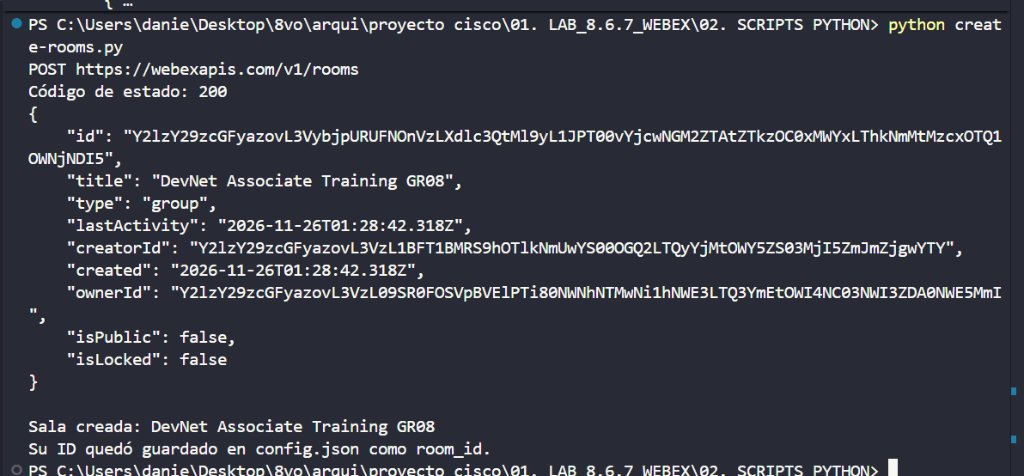 { …
PS C:\Users\danie\Desktop\8vo\arqui\proyecto cisco\01. LAB_8.6.7_WEBEX\02. SCRIPTS PYTHON> python creat
e-rooms.py
POST https://webexapis.com/v1/rooms
Código de estado: 200
{
    "id": "Y2lzY29zcGFyazovL3VybjpURUFNOnVzLXdlc3QtMl9yL1JPT00vYjcwNGM2ZTAtZTkzOC0xMWYxLThkNmMtMzcxOTQ1
OWNjNDI5",
    "title": "DevNet Associate Training GR08",
    "type": "group",
    "lastActivity": "2026-11-26T01:28:42.318Z",
    "creatorId": "Y2lzY29zcGFyazovL3VzL1BFT1BMRS9hOTlkNmUwYS00OGQ2LTQyYjMtOWY5ZS03MjI5ZmJmZjgwYTY",
    "created": "2026-11-26T01:28:42.318Z",
    "ownerId": "Y2lzY29zcGFyazovL3VzL09SR0FOSVpBVElPTi80NWNhNTMwNi1hNWE3LTQ3YmEtOWI4NC03NWI3ZDA0NWE5MmI
",
    "isPublic": false,
    "isLocked": false
}
Sala creada: DevNet Associate Training GR08
Su ID quedó guardado en config.json como room_id.
PS C:\Users\danie\Desktop\8vo\arqui\proyecto cisco\01. LAB_8.6.7_WEBEX\02. SCRIPTS PYTHON>